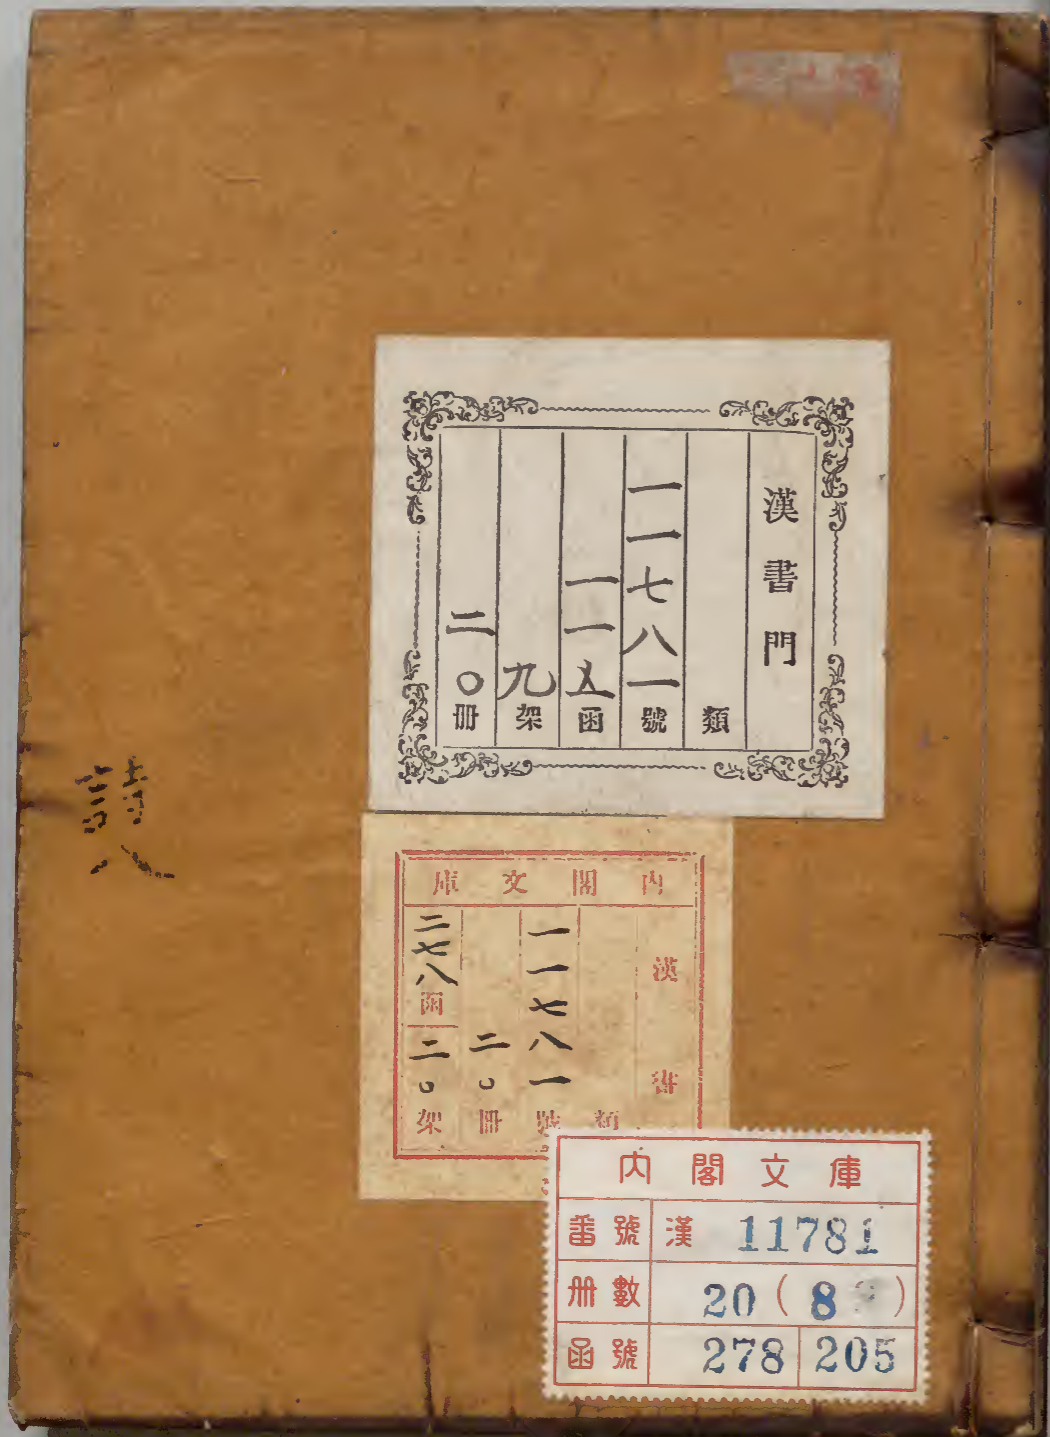 漢書門
類
一一七八一號
一一五函
九架
二〇冊
詩八
內閣文庫
漢書
類
一一七八一號
二〇冊
二七八函
二〇架
內閣文庫
番號 漢 11781
冊數 20 (8 )
函號 278 205